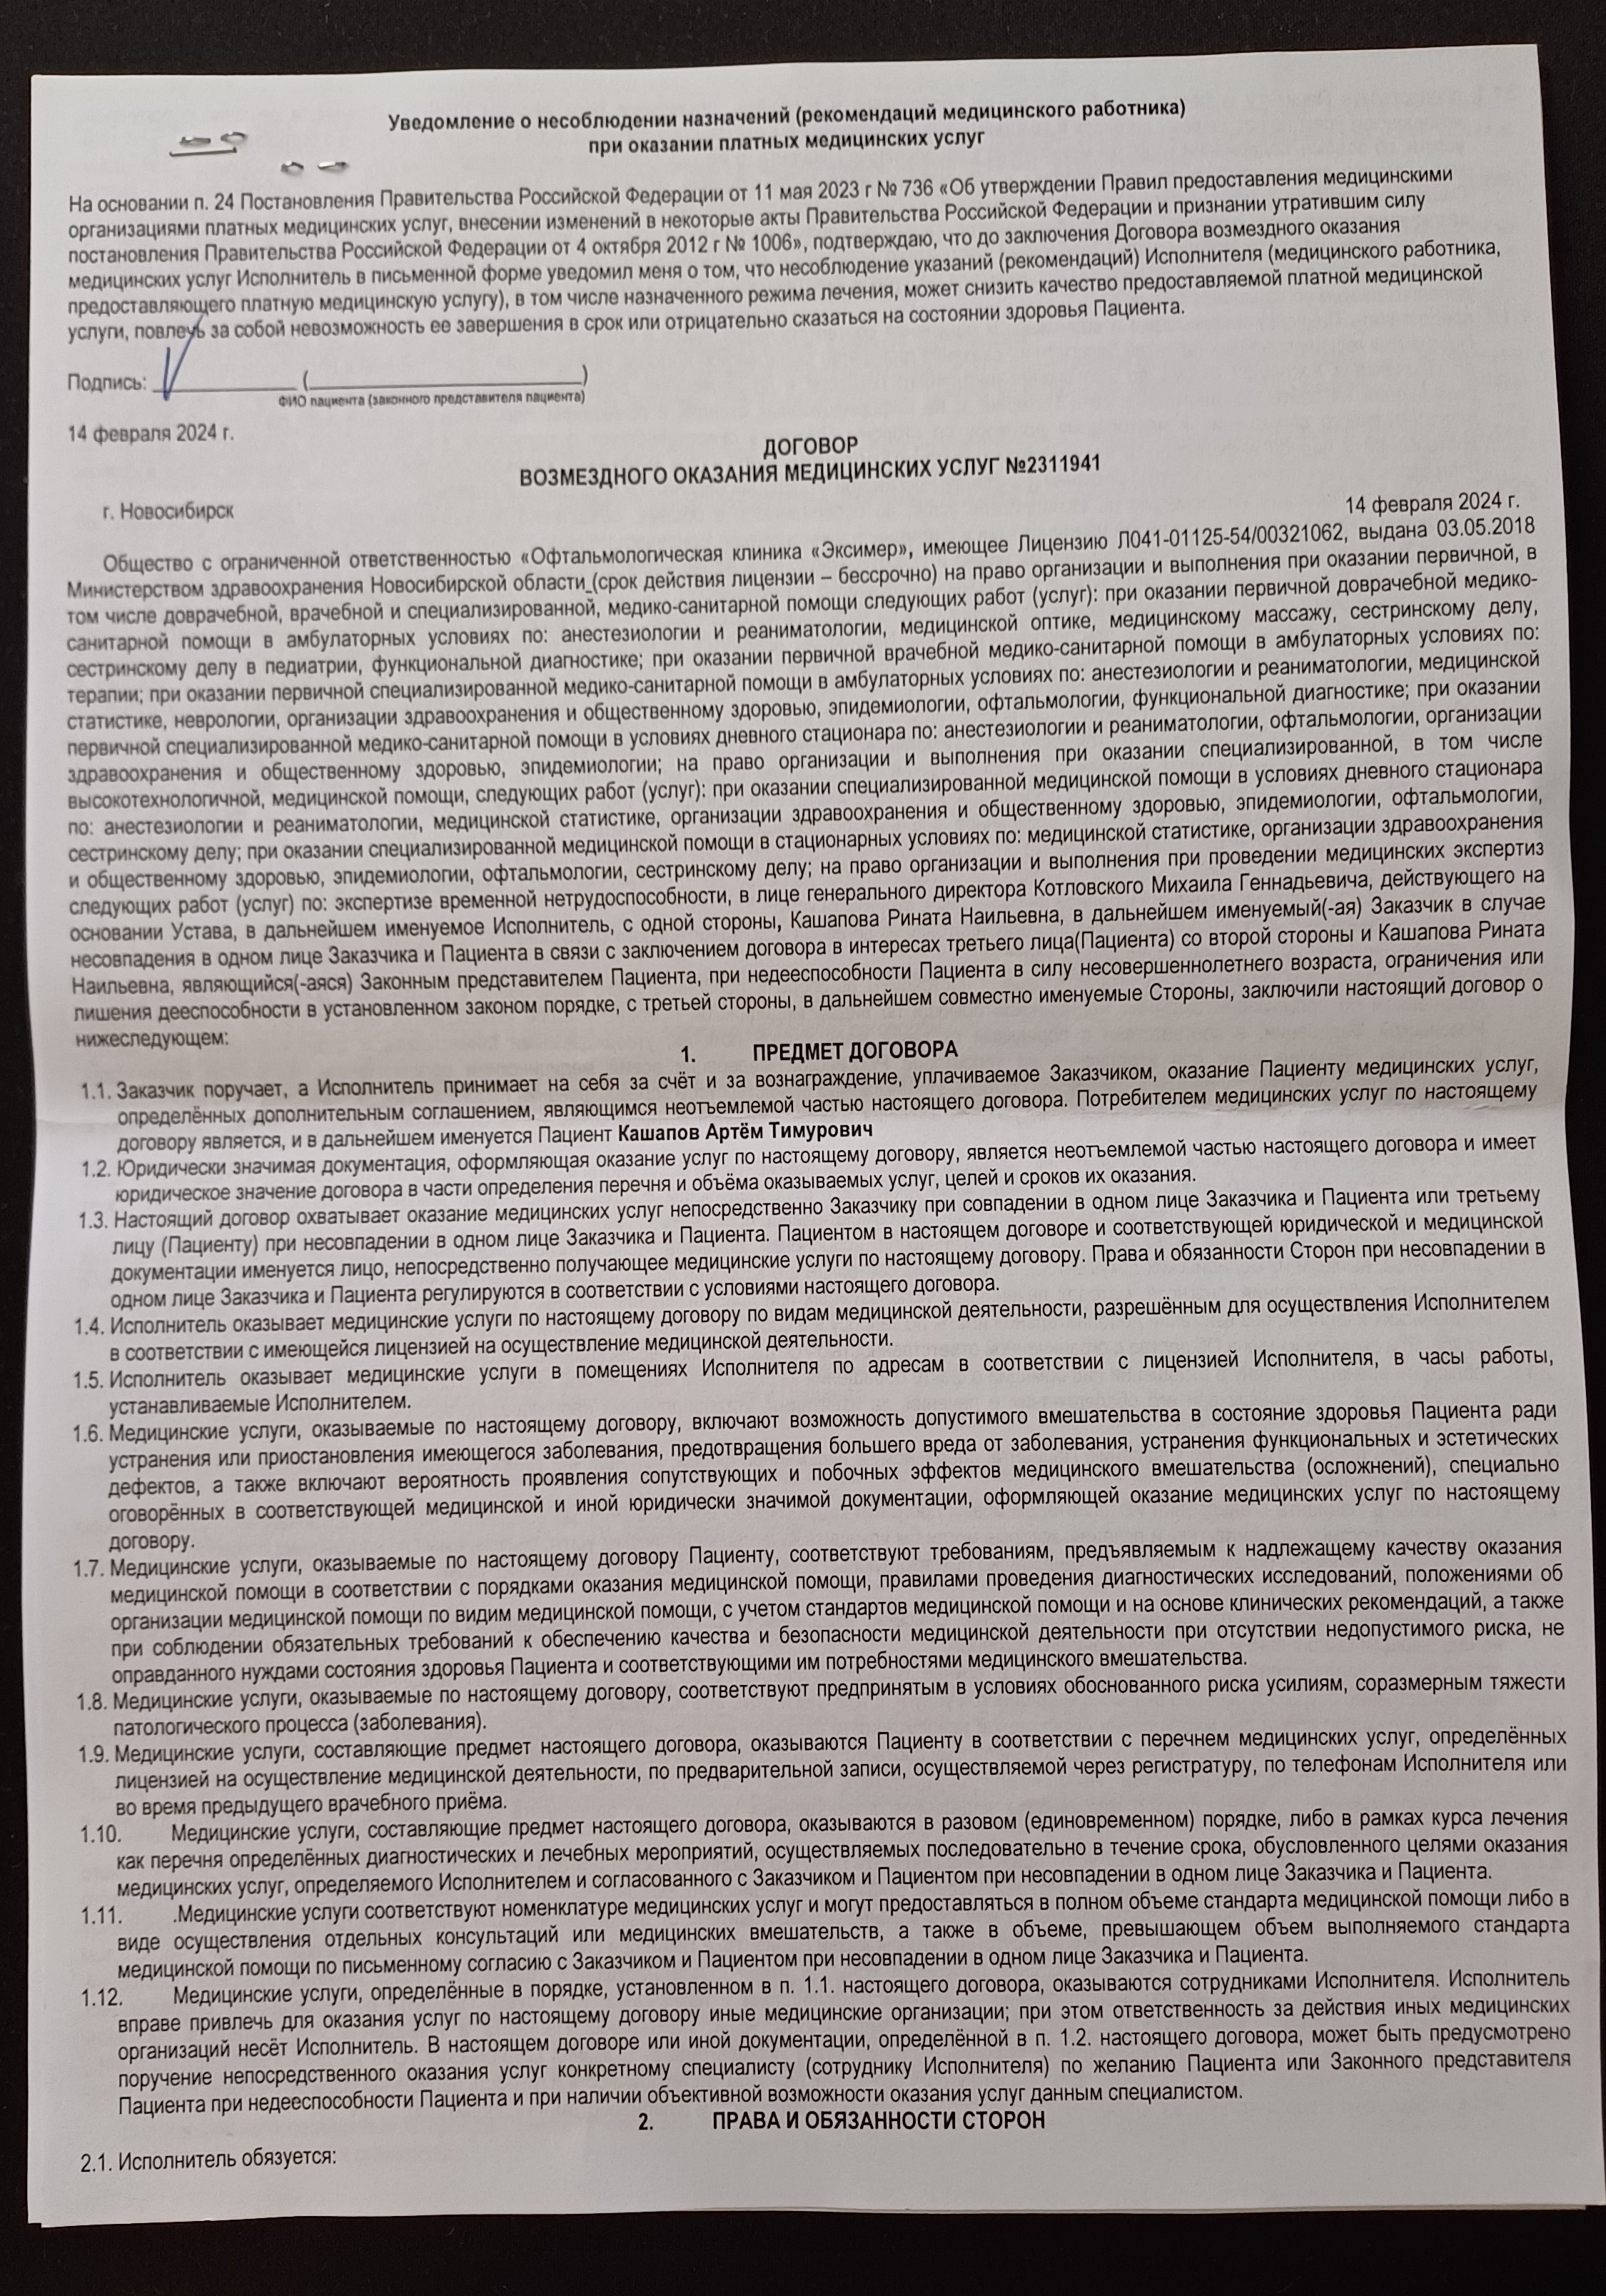 Уведомление о несоблюдении назначений (рекомендаций медицинского работника)
при оказании платных медицинских услуг
На основании п. 24 Постановления Правительства Российской Федерации от 11 мая 2023 г № 736 «Об утверждении Правил предоставления медицинскими
организациями платных медицинских услуг, внесении изменений в некоторые акты Правительства Российской Федерации и признании утратившим силу
постановления Правительства Российской Федерации от 4 октября 2012 г № 1006», подтверждаю, что до заключения Договора возмездного оказания
медицинских услуг Исполнитель в письменной форме уведомил меня о том, что несоблюдение указаний (рекомендаций) Исполнителя (медицинского работника,
предоставляющего платную медицинскую услугу), в том числе назначенного режима лечения, может снизить качество предоставляемой платной медицинской
услуги, повлечь за собой невозможность ее завершения в срок или отрицательно сказаться на состоянии здоровья Пациента.
Подпись: ____________ (______________________)
ФИО пациента (законного представителя пациента)
14 февраля 2024 г.
ДОГОВОР
ВОЗМЕЗДНОГО ОКАЗАНИЯ МЕДИЦИНСКИХ УСЛУГ №2311941
г. Новосибирск
14 февраля 2024 г.
Общество с ограниченной ответственностью «Офтальмологическая клиника «Эксимер», имеющее Лицензию Л041-01125-54/00321062, выдана 03.05.2018
Министерством здравоохранения Новосибирской области (срок действия лицензии – бессрочно) на право организации и выполнения при оказании первичной, в
том числе доврачебной, врачебной и специализированной, медико-санитарной помощи следующих работ (услуг): при оказании первичной доврачебной медико-
санитарной помощи в амбулаторных условиях по: анестезиологии и реаниматологии, медицинской оптике, медицинскому массажу, сестринскому делу,
сестринскому делу в педиатрии, функциональной диагностике; при оказании первичной врачебной медико-санитарной помощи в амбулаторных условиях по:
терапии; при оказании первичной специализированной медико-санитарной помощи в амбулаторных условиях по: анестезиологии и реаниматологии, медицинской
статистике, неврологии, организации здравоохранения и общественному здоровью, эпидемиологии, офтальмологии, функциональной диагностике; при оказании
первичной специализированной медико-санитарной помощи в условиях дневного стационара по: анестезиологии и реаниматологии, офтальмологии, организации
здравоохранения и общественному здоровью, эпидемиологии; на право организации и выполнения при оказании специализированной, в том числе
высокотехнологичной, медицинской помощи, следующих работ (услуг): при оказании специализированной медицинской помощи в условиях дневного стационара
по: анестезиологии и реаниматологии, медицинской статистике, организации здравоохранения и общественному здоровью, эпидемиологии, офтальмологии,
сестринскому делу; при оказании специализированной медицинской помощи в стационарных условиях по: медицинской статистике, организации здравоохранения
и общественному здоровью, эпидемиологии, офтальмологии, сестринскому делу; на право организации и выполнения при проведении медицинских экспертиз
следующих работ (услуг) по: экспертизе временной нетрудоспособности, в лице генерального директора Котловского Михаила Геннадьевича, действующего на
основании Устава, в дальнейшем именуемое Исполнитель, с одной стороны, Кашапова Рината Наильевна, в дальнейшем именуемый(-ая) Заказчик в случае
несовпадения в одном лице Заказчика и Пациента в связи с заключением договора в интересах третьего лица(Пациента) со второй стороны и Кашапова Рината
Наильевна, являющийся(-аяся) Законным представителем Пациента, при недееспособности Пациента в силу несовершеннолетнего возраста, ограничения или
лишения дееспособности в установленном законом порядке, с третьей стороны, в дальнейшем совместно именуемые Стороны, заключили настоящий договор о
нижеследующем:
1. ПРЕДМЕТ ДОГОВОРА
1.1. Заказчик поручает, а Исполнитель принимает на себя за счёт и за вознаграждение, уплачиваемое Заказчиком, оказание Пациенту медицинских услуг,
определённых дополнительным соглашением, являющимся неотъемлемой частью настоящего договора. Потребителем медицинских услуг по настоящему
договору является, и в дальнейшем именуется Пациент Кашапов Артём Тимурович
1.2. Юридически значимая документация, оформляющая оказание услуг по настоящему договору, является неотъемлемой частью настоящего договора и имеет
юридическое значение договора в части определения перечня и объёма оказываемых услуг, целей и сроков их оказания.
1.3. Настоящий договор охватывает оказание медицинских услуг непосредственно Заказчику при совпадении в одном лице Заказчика и Пациента или третьему
лицу (Пациенту) при несовпадении в одном лице Заказчика и Пациента. Пациентом в настоящем договоре и соответствующей юридической и медицинской
документации именуется лицо, непосредственно получающее медицинские услуги по настоящему договору. Права и обязанности Сторон при несовпадении в
одном лице Заказчика и Пациента регулируются в соответствии с условиями настоящего договора.
1.4. Исполнитель оказывает медицинские услуги по настоящему договору по видам медицинской деятельности, разрешённым для осуществления Исполнителем
в соответствии с имеющейся лицензией на осуществление медицинской деятельности.
1.5. Исполнитель оказывает медицинские услуги в помещениях Исполнителя по адресам в соответствии с лицензией Исполнителя, в часы работы,
устанавливаемые Исполнителем.
1.6. Медицинские услуги, оказываемые по настоящему договору, включают возможность допустимого вмешательства в состояние здоровья Пациента ради
устранения или приостановления имеющегося заболевания, предотвращения большего вреда от заболевания, устранения функциональных и эстетических
дефектов, а также включают вероятность проявления сопутствующих и побочных эффектов медицинского вмешательства (осложнений), специально
оговорённых в соответствующей медицинской и иной юридически значимой документации, оформляющей оказание медицинских услуг по настоящему
договору.
1.7. Медицинские услуги, оказываемые по настоящему договору Пациенту, соответствуют требованиям, предъявляемым к надлежащему качеству оказания
медицинской помощи в соответствии с порядками оказания медицинской помощи, правилами проведения диагностических исследований, положениями об
организации медицинской помощи по видим медицинской помощи, с учетом стандартов медицинской помощи и на основе клинических рекомендаций, а также
при соблюдении обязательных требований к обеспечению качества и безопасности медицинской деятельности при отсутствии недопустимого риска, не
оправданного нуждами состояния здоровья Пациента и соответствующими им потребностями медицинского вмешательства.
1.8. Медицинские услуги, оказываемые по настоящему договору, соответствуют предпринятым в условиях обоснованного риска усилиям, соразмерным тяжести
патологического процесса (заболевания).
1.9. Медицинские услуги, составляющие предмет настоящего договора, оказываются Пациенту в соответствии с перечнем медицинских услуг, определённых
лицензией на осуществление медицинской деятельности, по предварительной записи, осуществляемой через регистратуру, по телефонам Исполнителя или
во время предыдущего врачебного приёма.
1.10. Медицинские услуги, составляющие предмет настоящего договора, оказываются в разовом (единовременном) порядке, либо в рамках курса лечения
как перечня определённых диагностических и лечебных мероприятий, осуществляемых последовательно в течение срока, обусловленного целями оказания
медицинских услуг, определяемого Исполнителем и согласованного с Заказчиком и Пациентом при несовпадении в одном лице Заказчика и Пациента.
1.11. .Медицинские услуги соответствуют номенклатуре медицинских услуг и могут предоставляться в полном объеме стандарта медицинской помощи либо в
виде осуществления отдельных консультаций или медицинских вмешательств, а также в объеме, превышающем объем выполняемого стандарта
медицинской помощи по письменному согласию с Заказчиком и Пациентом при несовпадении в одном лице Заказчика и Пациента.
1.12. Медицинские услуги, определённые в порядке, установленном в п. 1.1. настоящего договора, оказываются сотрудниками Исполнителя. Исполнитель
вправе привлечь для оказания услуг по настоящему договору иные медицинские организации; при этом ответственность за действия иных медицинских
организаций несёт Исполнитель. В настоящем договоре или иной документации, определённой в п. 1.2. настоящего договора, может быть предусмотрено
поручение непосредственного оказания услуг конкретному специалисту (сотруднику Исполнителя) по желанию Пациента или Законного представителя
Пациента при недееспособности Пациента и при наличии объективной возможности оказания услуг данным специалистом.
2. ПРАВА И ОБЯЗАННОСТИ СТОРОН
2.1. Исполнитель обязуется: